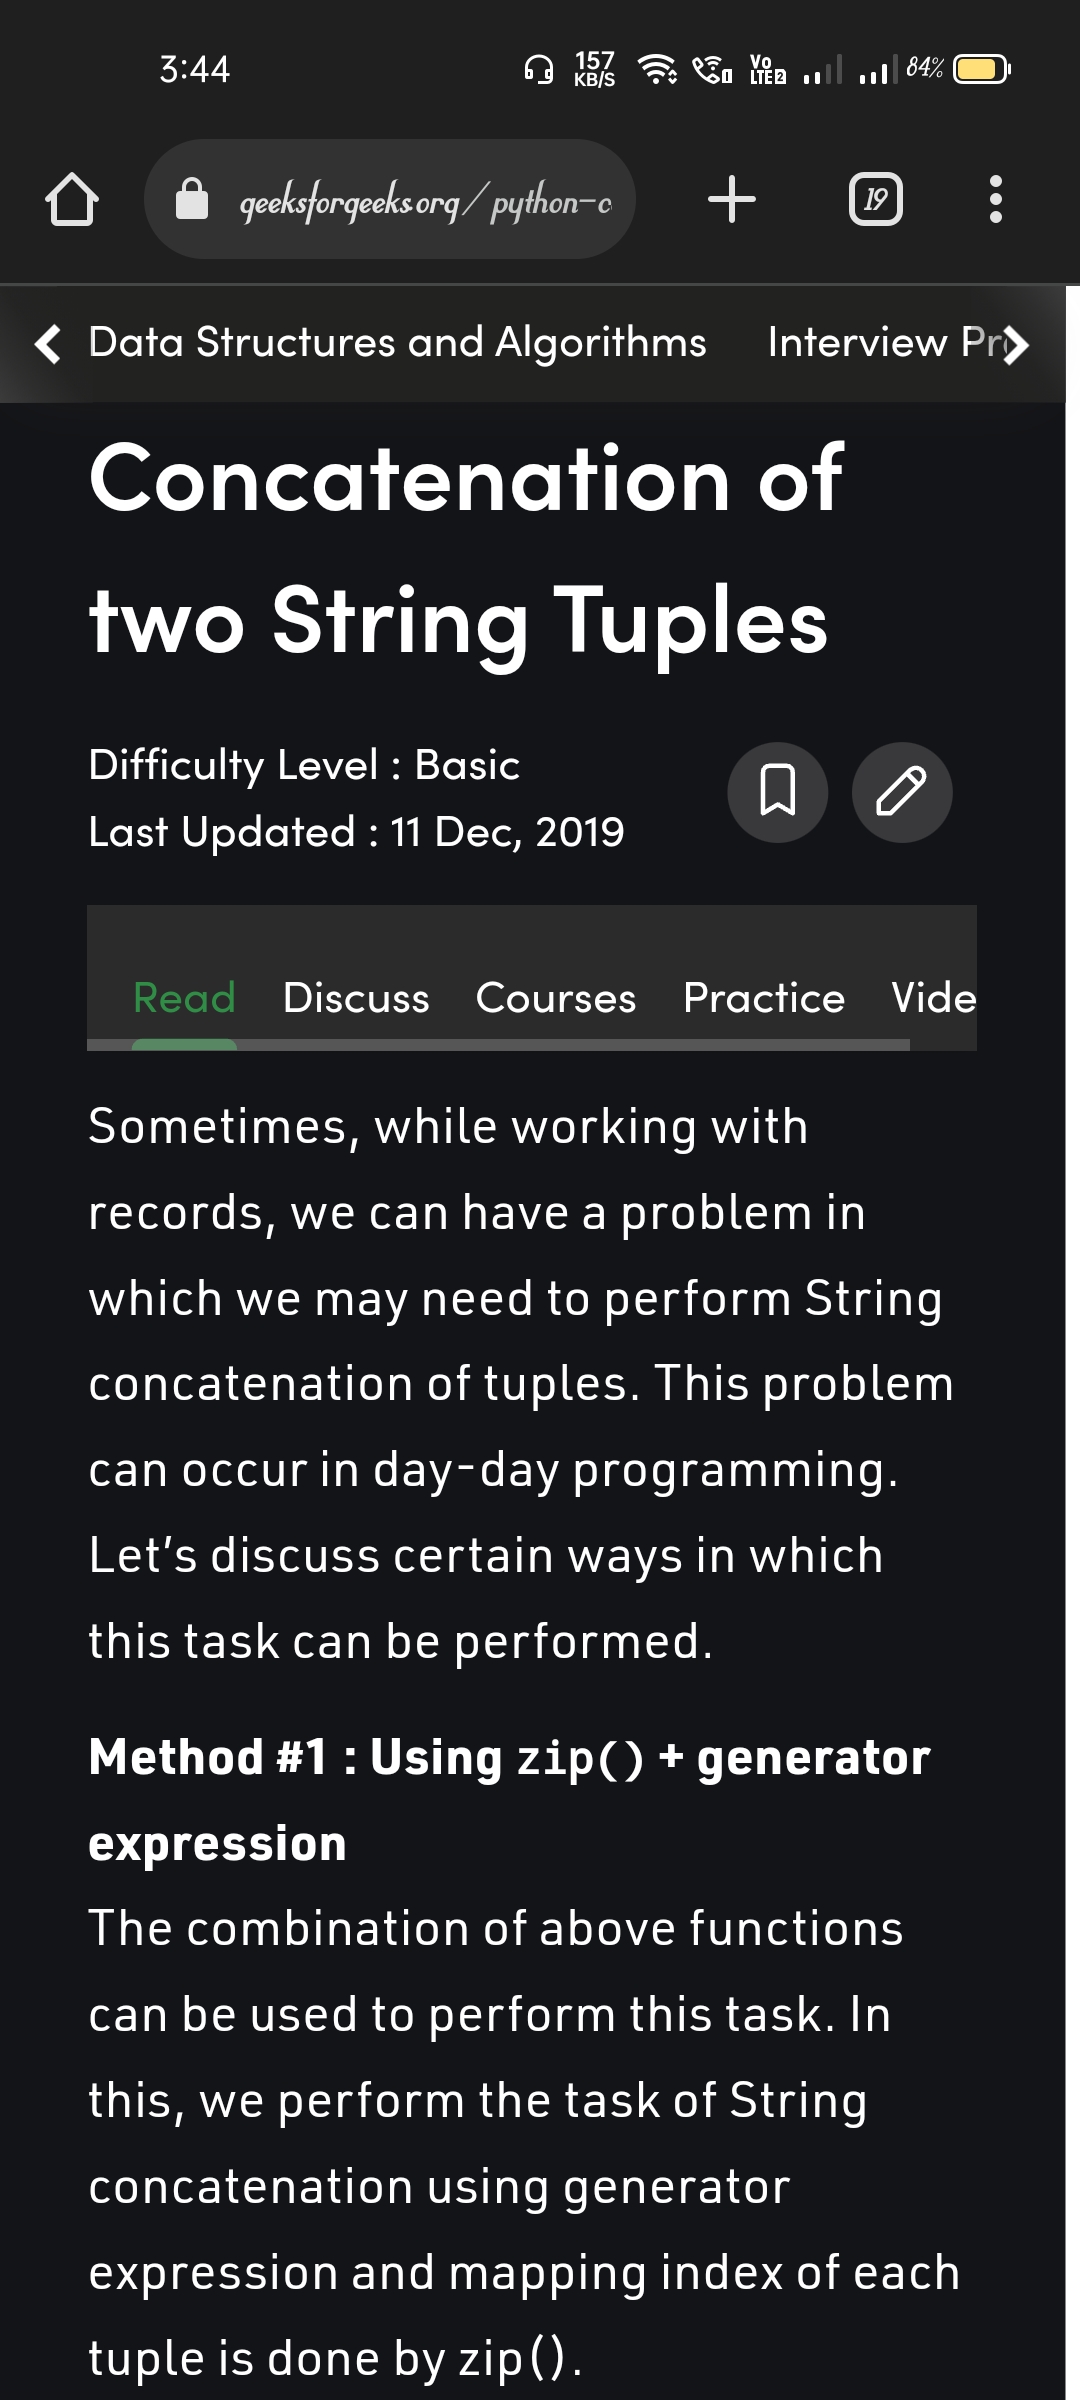 3:44
157
KB/S
Vo
LTE 2
84%
geeksforgeeks.org/python-c
19
Data Structures and Algorithms
Interview Pr
Concatenation of
two String Tuples
Difficulty Level : Basic
Last Updated : 11 Dec, 2019
Read Discuss Courses Practice Vide
Sometimes, while working with
records, we can have a problem in
which we may need to perform String
concatenation of tuples. This problem
can occur in day-day programming.
Let’s discuss certain ways in which
this task can be performed.
Method #1 : Using zip() + generator
expression
The combination of above functions
can be used to perform this task. In
this, we perform the task of String
concatenation using generator
expression and mapping index of each
tuple is done by zip().